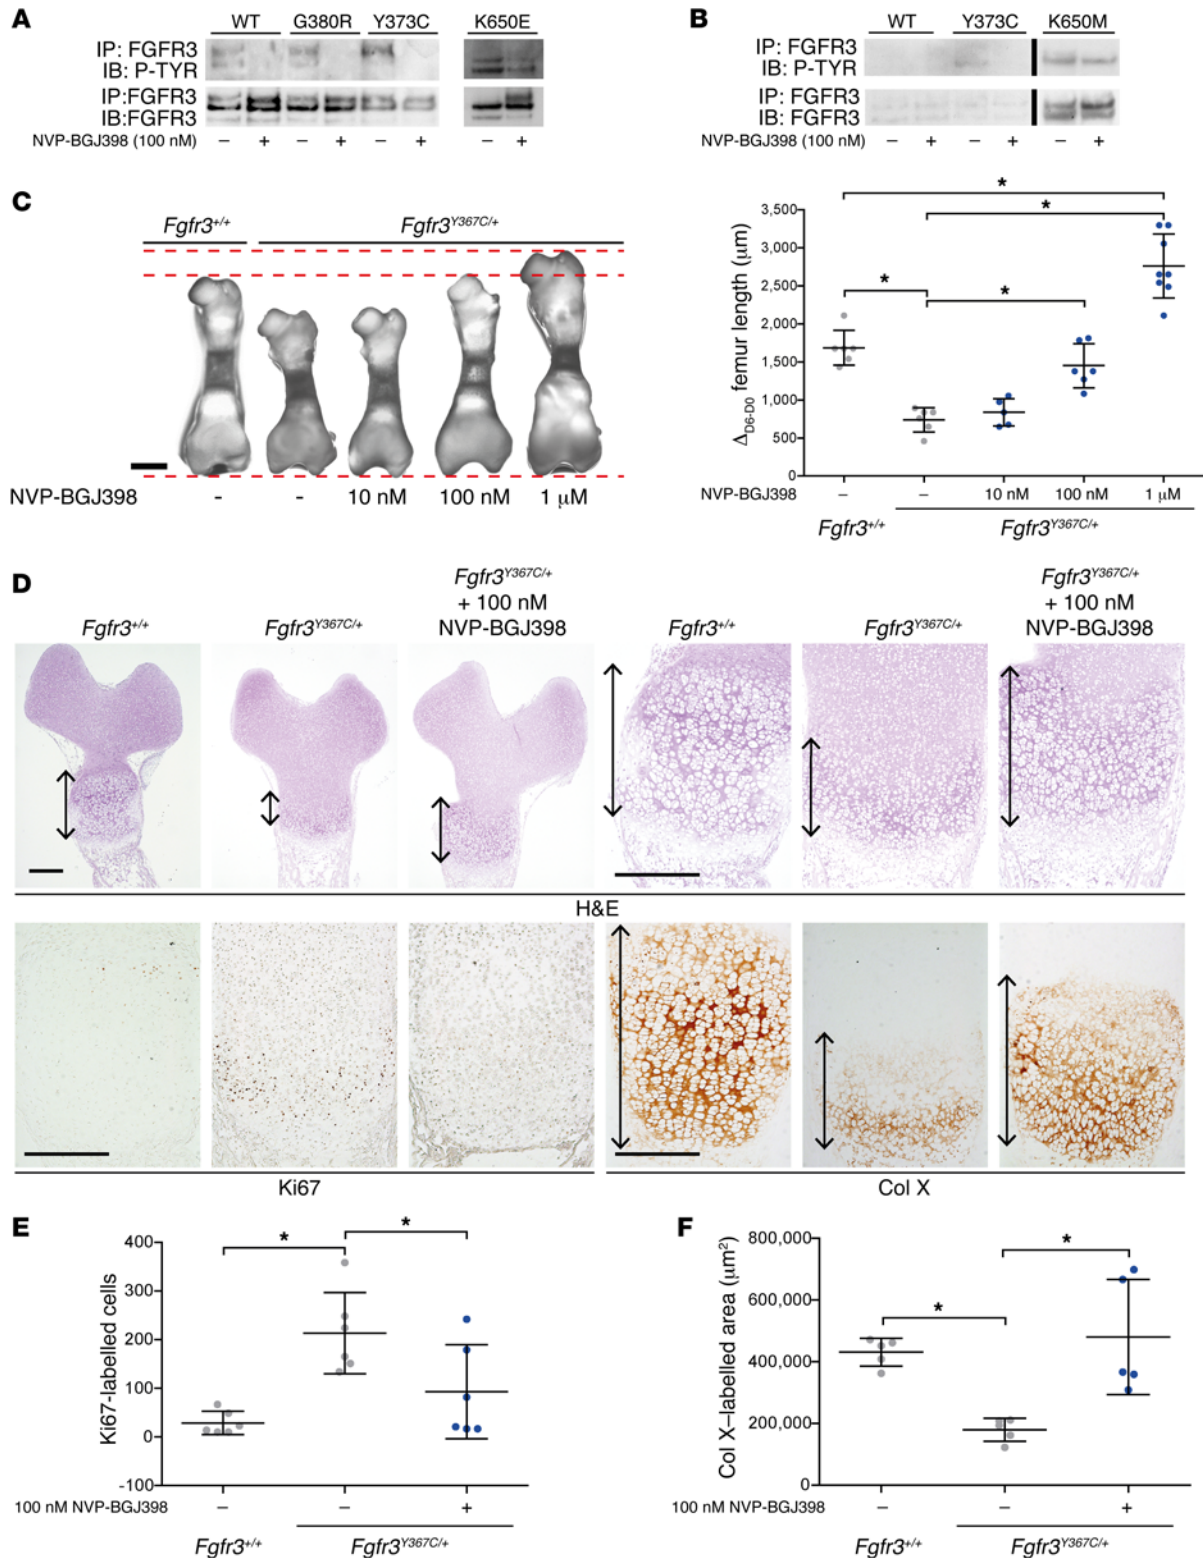 A
WT G380R Y373C K650E
IP: FGFR3
IB: P-TYR
IP:FGFR3
IB:FGFR3
NVP-BGJ398 (100 nM) – + – + – + – +
B
WT Y373C K650M
IP: FGFR3
IB: P-TYR
IP: FGFR3
IB: FGFR3
NVP-BGJ398 (100 nM) – + – + – +
C
Fgfr3+/+ Fgfr3Y367C/+
NVP-BGJ398 - - 10 nM 100 nM 1 μM
* * * *
3,500
3,000
2,500
2,000
1,500
1,000
500
0
ΔD6-D0 femur length (μm)
NVP-BGJ398 – – 10 nM 100 nM 1 μM
Fgfr3+/+ Fgfr3Y367C/+
D
Fgfr3+/+ Fgfr3Y367C/+ Fgfr3Y367C/+
+ 100 nM
NVP-BGJ398
Fgfr3+/+ Fgfr3Y367C/+ Fgfr3Y367C/+
+ 100 nM
NVP-BGJ398
H&E
Ki67 Col X
E
* *
400
300
200
100
0
-100
Ki67-labelled cells
100 nM NVP-BGJ398 – – +
Fgfr3+/+ Fgfr3Y367C/+
F
* *
800,000
600,000
400,000
200,000
0
Col X–labelled area (μm2)
100 nM NVP-BGJ398 – – +
Fgfr3+/+ Fgfr3Y367C/+